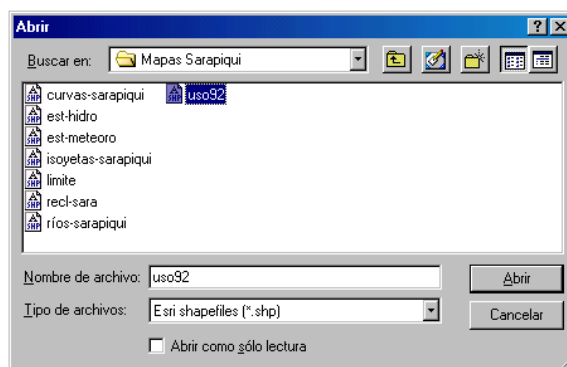 Abrir
Buscar en: Mapas Sarapiqui
curvas-sarapiqui uso92
est-hidro
est-meteoro
isoyetas-sarapiqui
limite
recl-sara
ríos-sarapiqui
Nombre de archivo: uso92 Abrir
Tipo de archivos: Esri shapefiles (*.shp) Cancelar
Abrir como sólo lectura